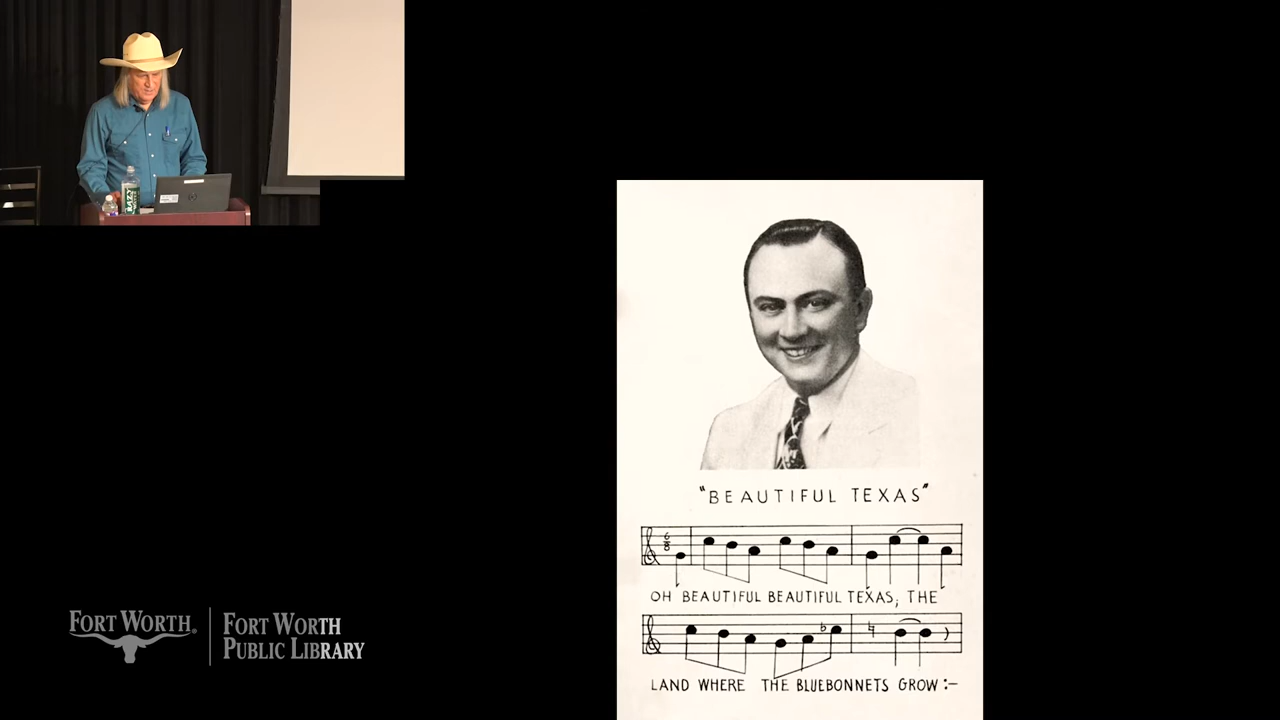 "BEAUTIFUL TEXAS"
OH BEAUTIFUL BEAUTIFUL TEXAS, THE
LAND WHERE THE BLUEBONNETS GROW:-
FORT WORTH®
FORT WORTH
PUBLIC LIBRARY